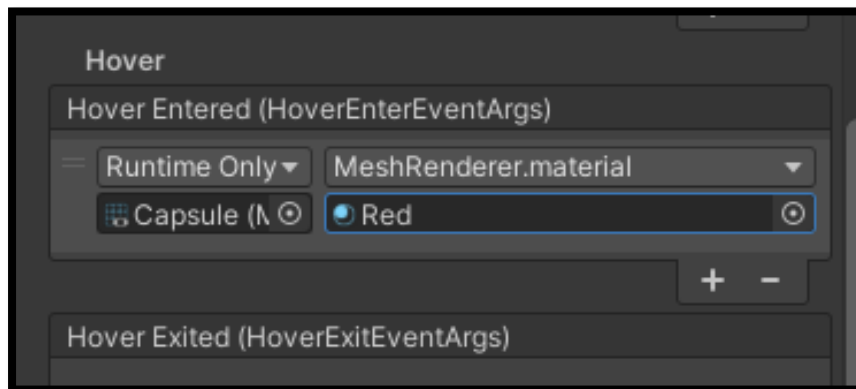 Hover
Hover Entered (HoverEnterEventArgs)
Runtime Only MeshRenderer.material
Capsule (M Red
+ −
Hover Exited (HoverExitEventArgs)